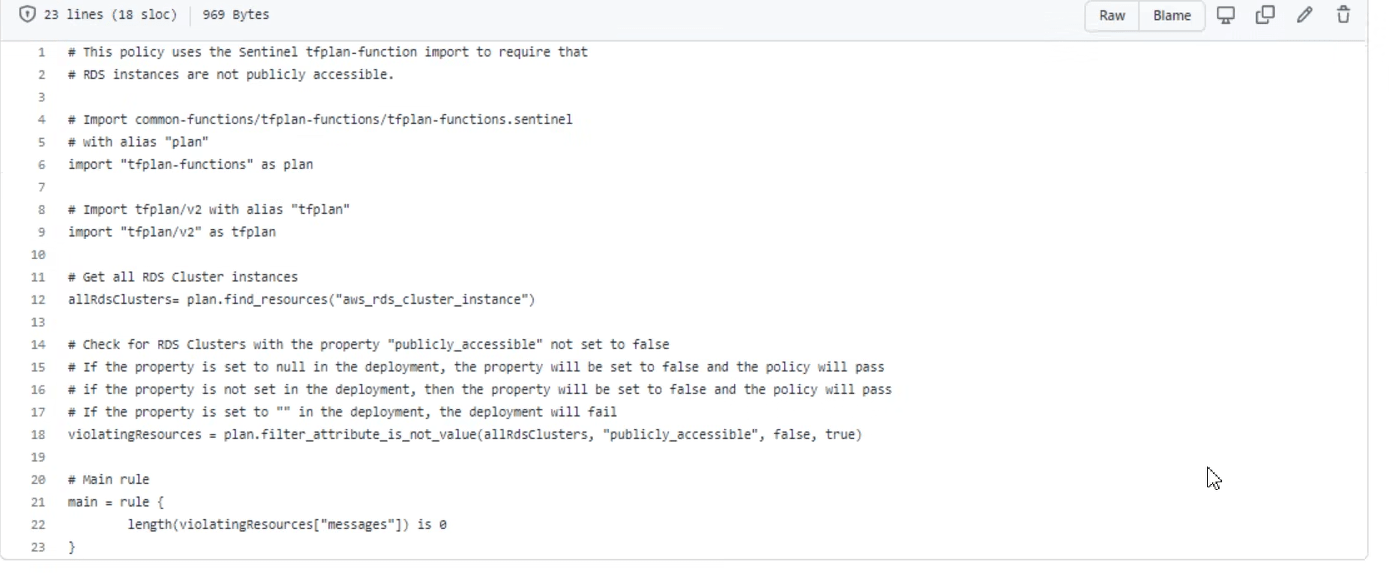 23 lines (18 sloc) 969 Bytes Raw Blame
1 # This policy uses the Sentinel tfplan-function import to require that
2 # RDS instances are not publicly accessible.
3
4 # Import common-functions/tfplan-functions/tfplan-functions.sentinel
5 # with alias "plan"
6 import "tfplan-functions" as plan
7
8 # Import tfplan/v2 with alias "tfplan"
9 import "tfplan/v2" as tfplan
10
11 # Get all RDS Cluster instances
12 allRdsClusters= plan.find_resources("aws_rds_cluster_instance")
13
14 # Check for RDS Clusters with the property "publicly_accessible" not set to false
15 # If the property is set to null in the deployment, the property will be set to false and the policy will pass
16 # if the property is not set in the deployment, then the property will be set to false and the policy will pass
17 # If the property is set to "" in the deployment, the deployment will fail
18 violatingResources = plan.filter_attribute_is_not_value(allRdsClusters, "publicly_accessible", false, true)
19
20 # Main rule
21 main = rule {
22 length(violatingResources["messages"]) is 0
23 }